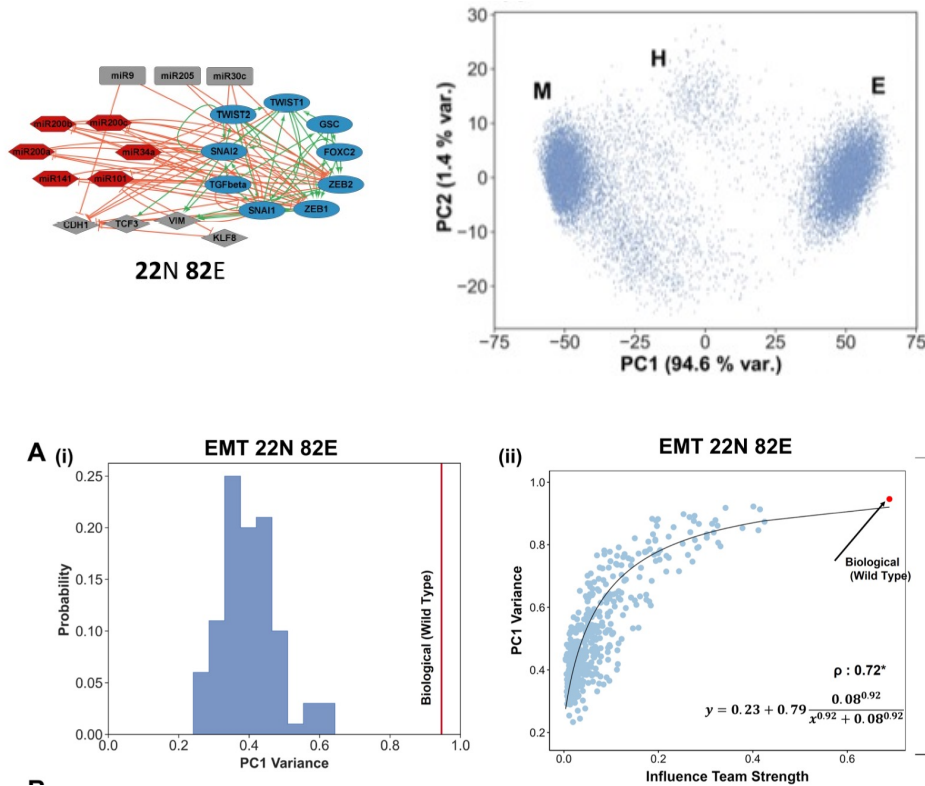 miR9 miR205 miR30c
TWIST1
TWIST2
miR200b miR200c
GSC
SNAI2
FOXC2
miR200a miR34a
TGFbeta
ZEB2
miR141 miR101
SNAI1 ZEB1
CDH1 TCF3 VIM
KLF8
22N 82E
30
20
10
0
−10
−20
PC2 (1.4 % var.)
M
H
E
−75 −50 −25 0 25 50 75
PC1 (94.6 % var.)
A (i)
EMT 22N 82E
0.25
0.20
0.15
0.10
0.05
0.00
Probability
Biological (Wild Type)
0.0 0.2 0.4 0.6 0.8 1.0
PC1 Variance
(ii)
EMT 22N 82E
1.0
0.8
0.6
0.4
0.2
PC1 Variance
Biological
(Wild Type)
ρ : 0.72*
y = 0.23 + 0.79 0.08^0.92 / x^0.92 + 0.08^0.92
0.0 0.2 0.4 0.6
Influence Team Strength